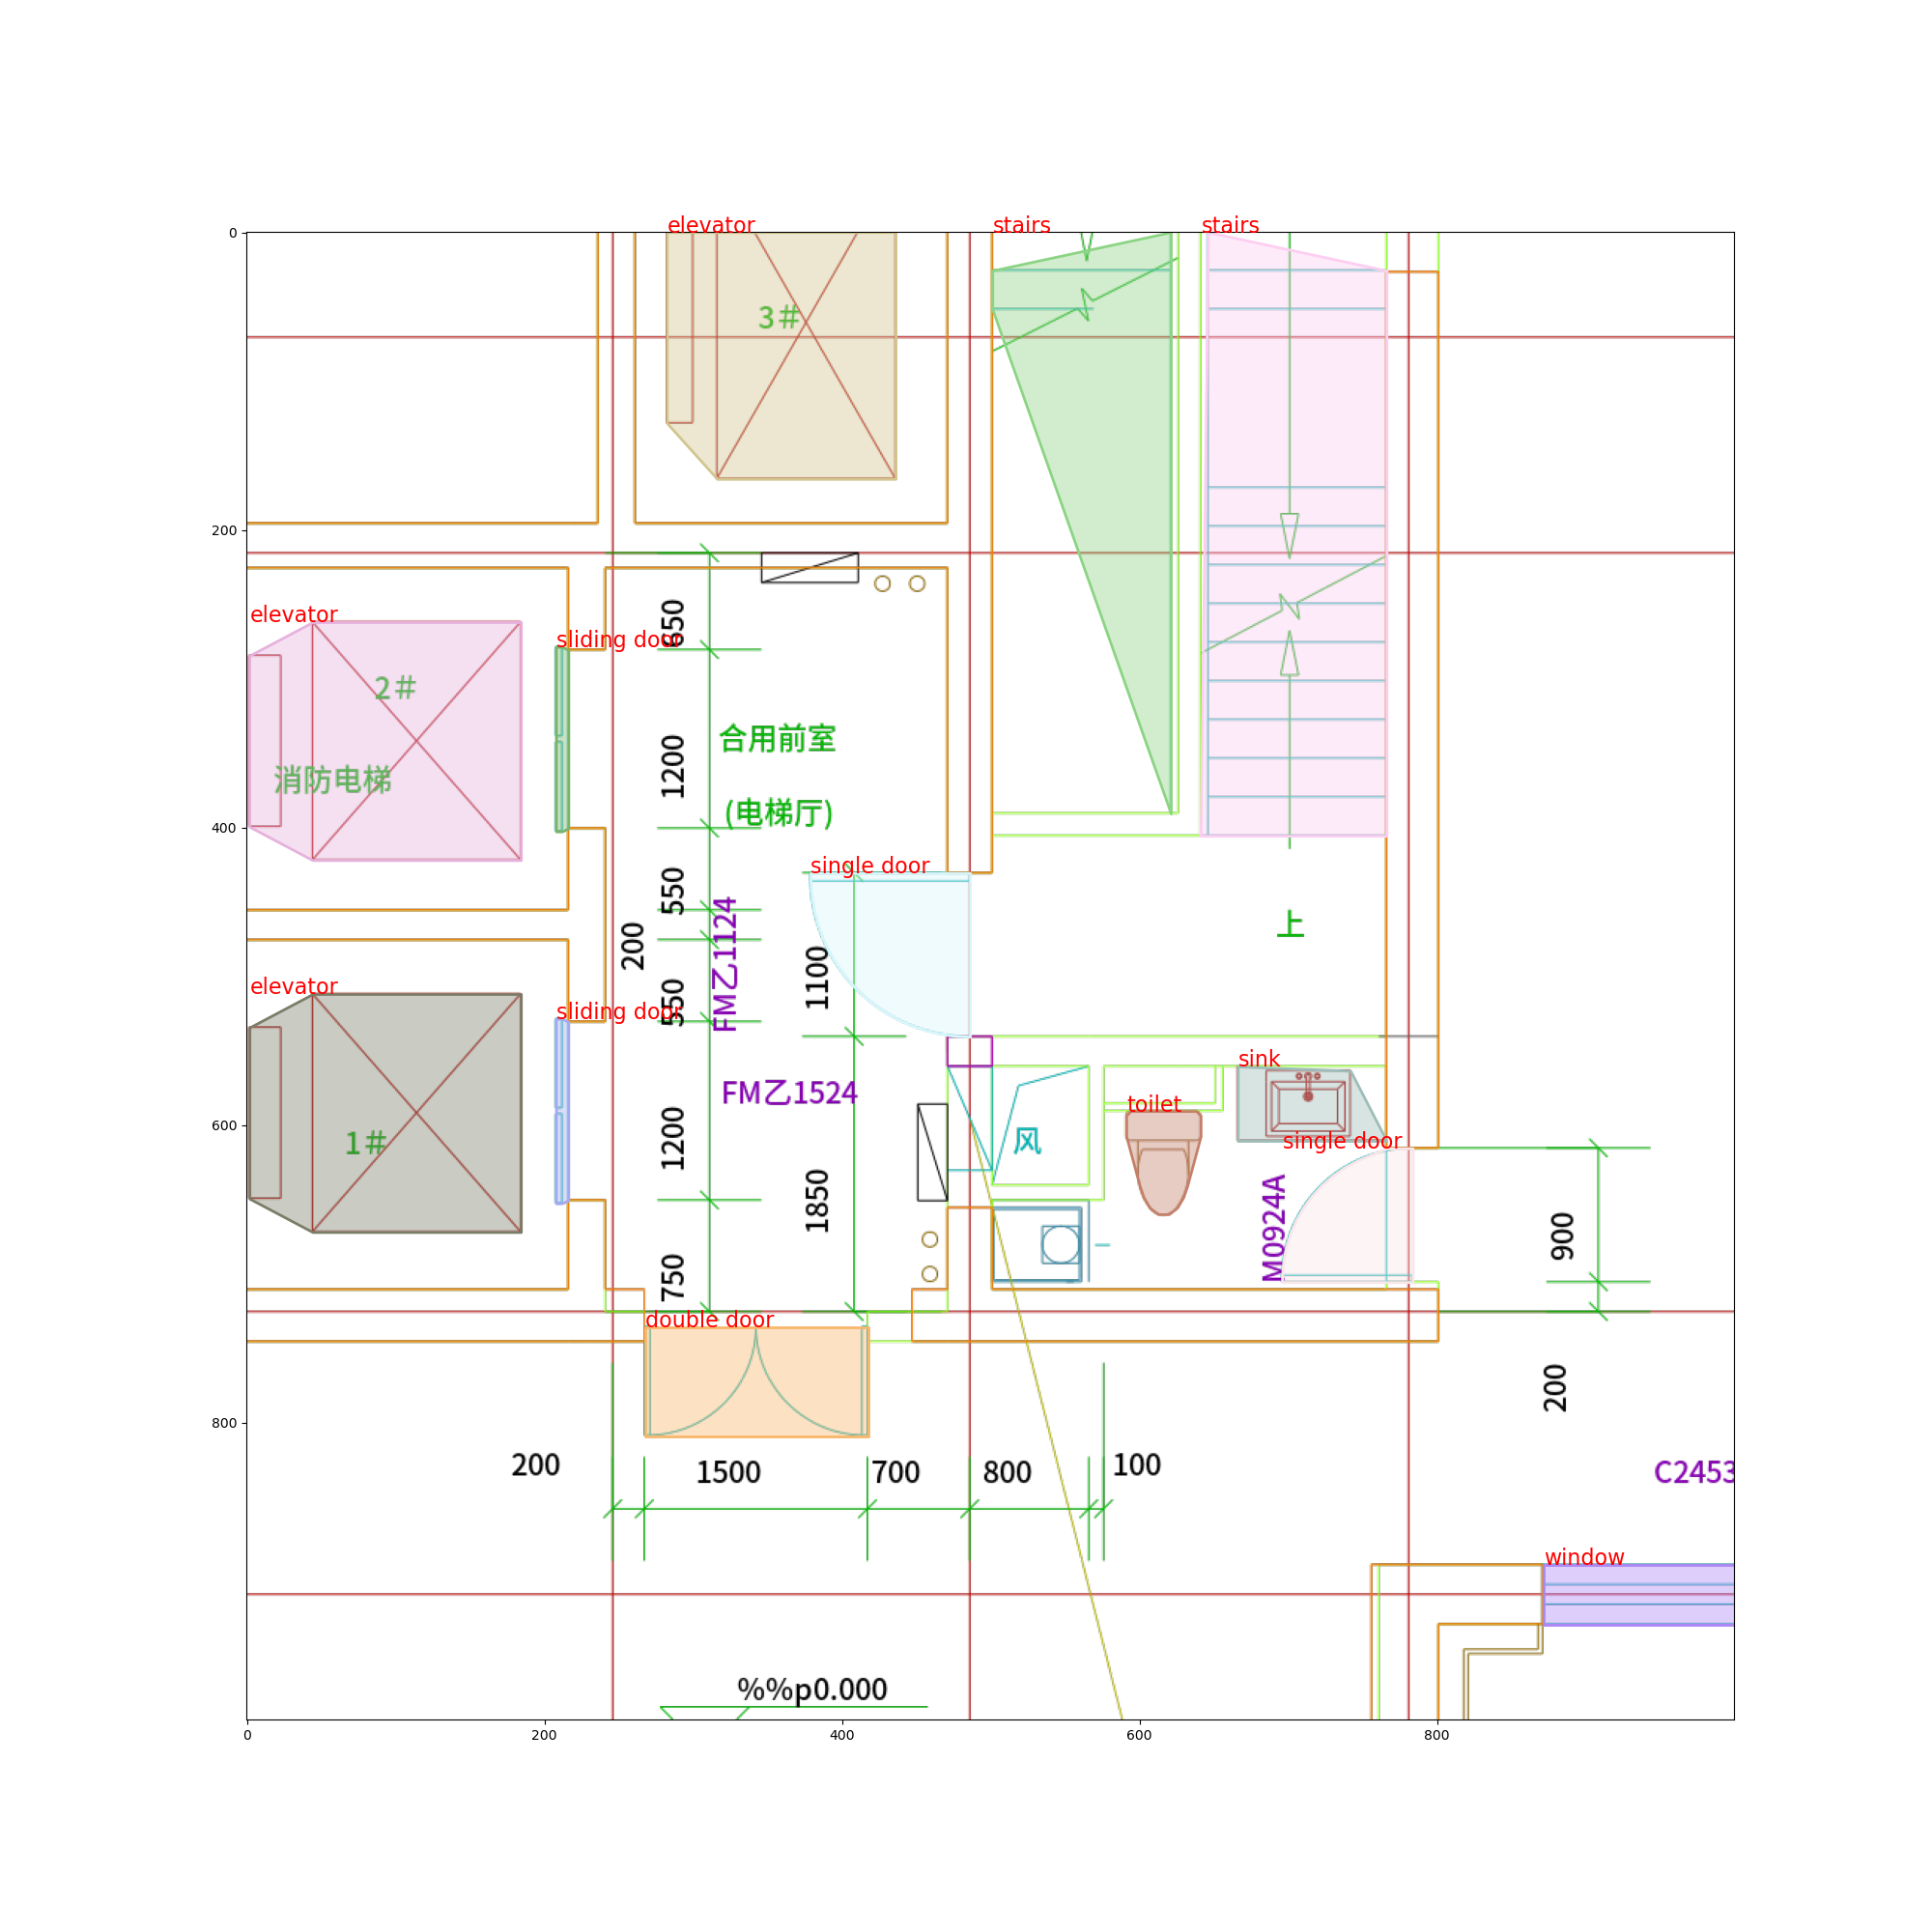 elevator
stairs
stairs
0
3#
200
elevator
sliding door
650
2#
合用前室
1200
消防电梯
(电梯厅)
400
single door
550
FM乙1124
200
上
1100
elevator
sliding door
550
sink
FM乙1524
toilet
600
1200
1#
风
single door
1850
M0924A
900
750
double door
200
800
200
1500
700
800
100
C2453
window
%%p0.000
0
200
400
600
800